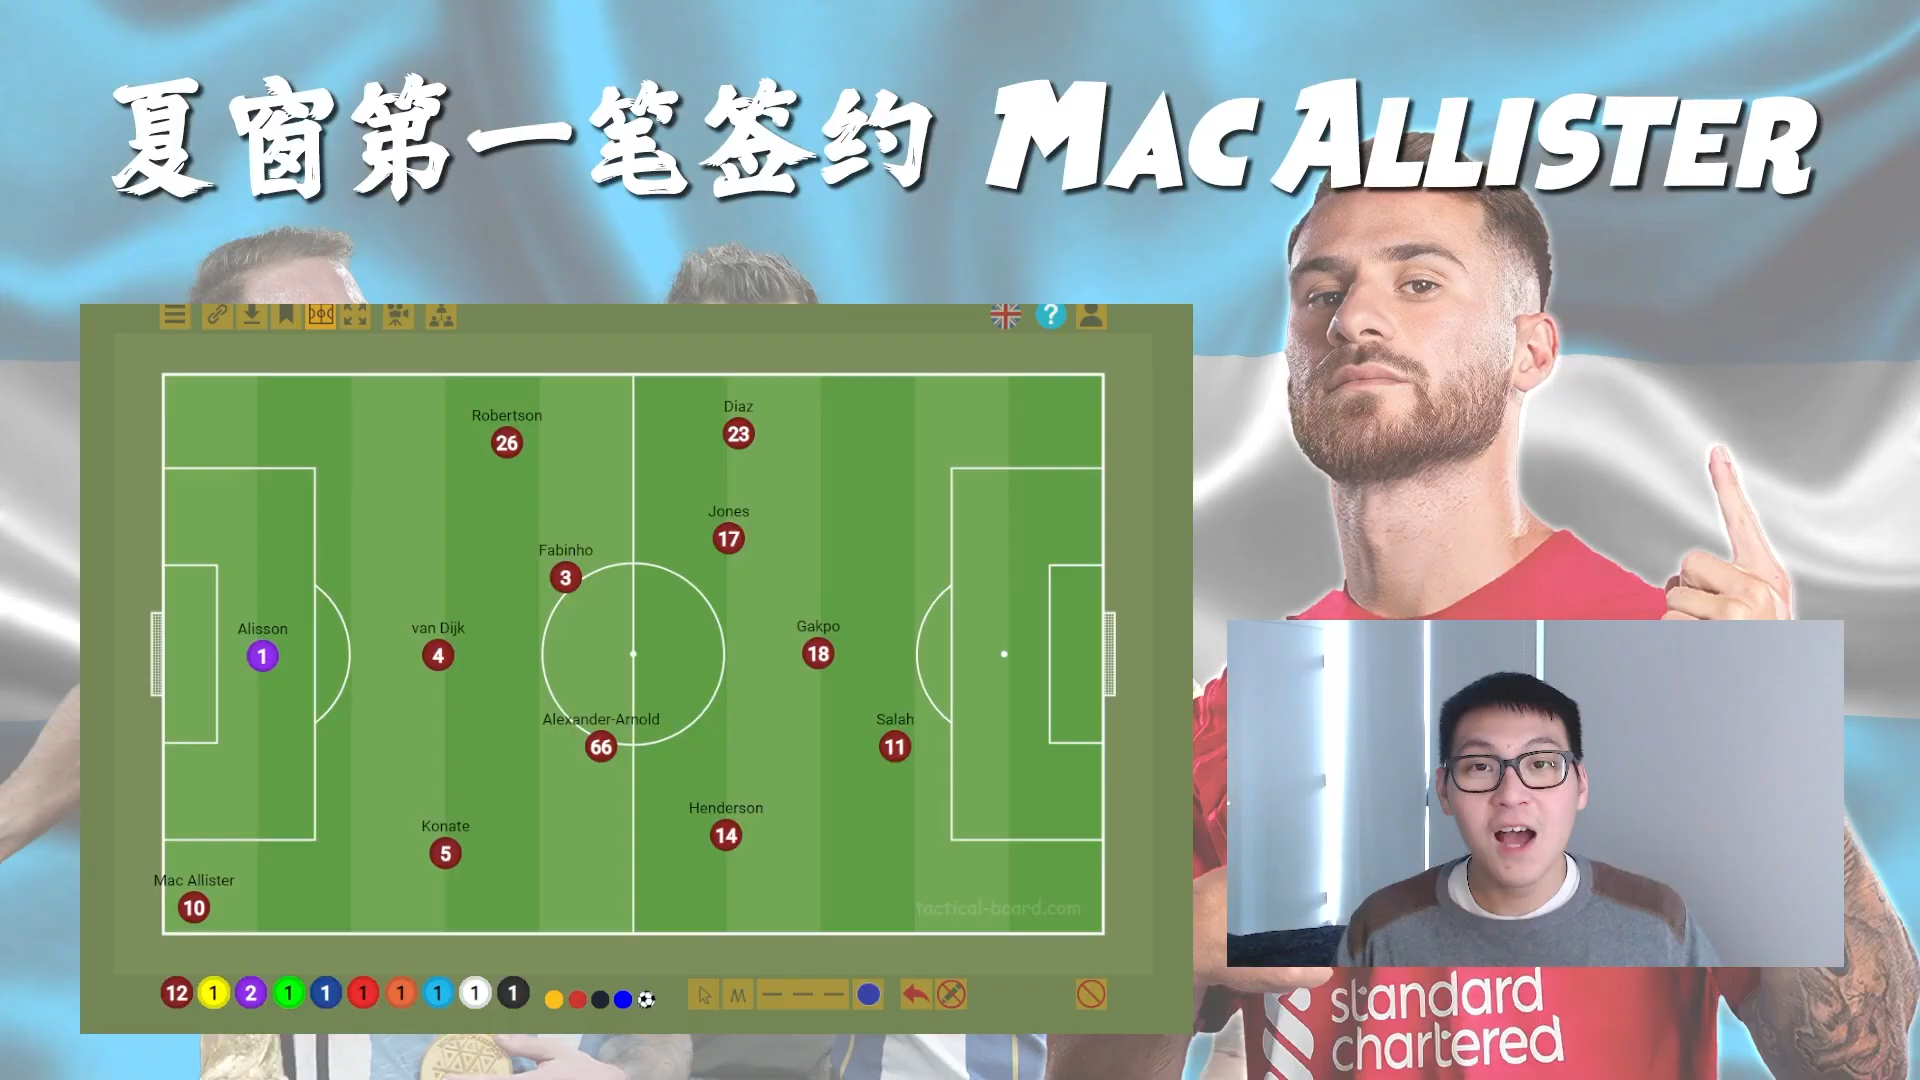 夏窗第一笔签约 MAC ALLISTER
Robertson
26
Diaz
23
Jones
17
Fabinho
3
Alisson
1
van Dijk
4
Gakpo
18
Alexander-Arnold
66
Salah
11
Henderson
14
Konate
5
Mac Allister
10
tactical-board.com
?
12 1 2 1 1 1 1 1 1 1
M
standard
chartered